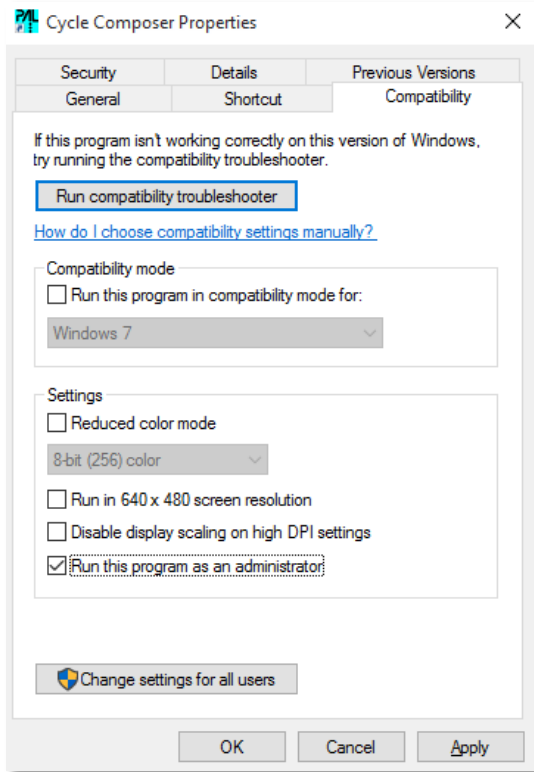 PAL
Cycle Composer Properties
Security Details Previous Versions
General Shortcut Compatibility
If this program isn't working correctly on this version of Windows,
try running the compatibility troubleshooter.
Run compatibility troubleshooter
How do I choose compatibility settings manually?
Compatibility mode
Run this program in compatibility mode for:
Windows 7
Settings
Reduced color mode
8-bit (256) color
Run in 640 x 480 screen resolution
Disable display scaling on high DPI settings
Run this program as an administrator
Change settings for all users
OK Cancel Apply